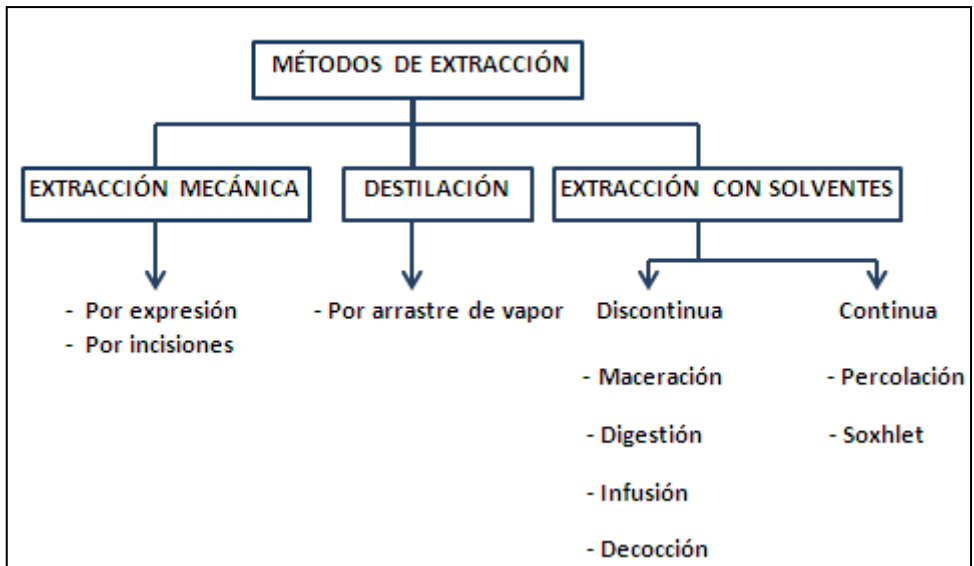 MÉTODOS DE EXTRACCIÓN
EXTRACCIÓN MECÁNICA
DESTILACIÓN
EXTRACCIÓN CON SOLVENTES
- Por expresión
- Por incisiones
- Por arrastre de vapor
Discontinua
- Maceración
- Digestión
- Infusión
- Decocción
Continua
- Percolación
- Soxhlet